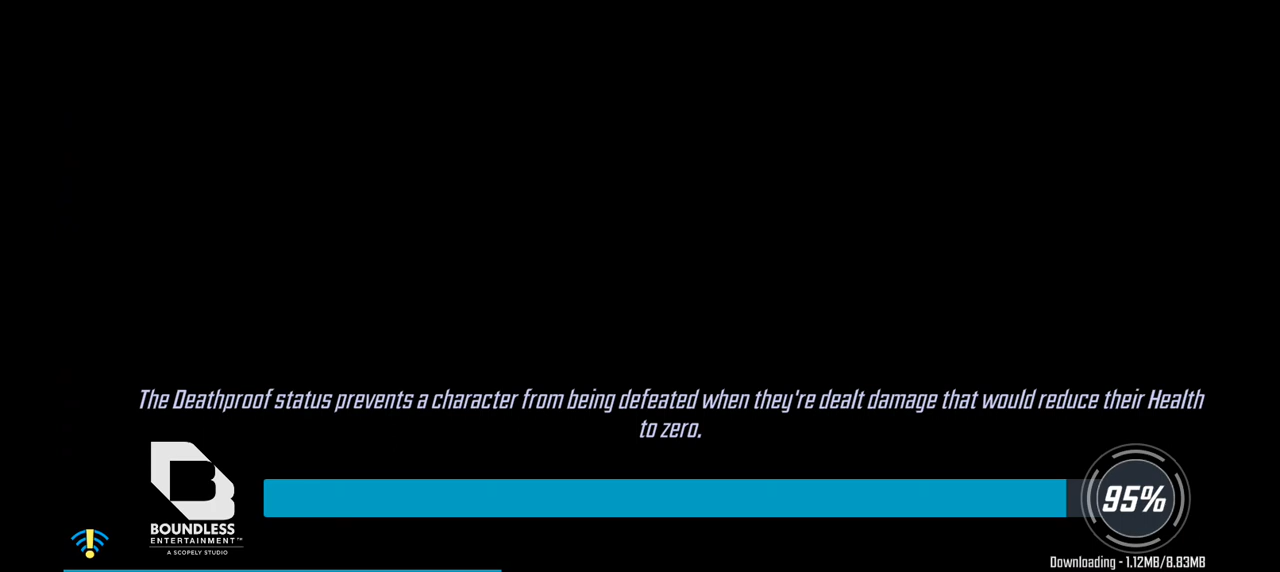 The Deathproof status prevents a character from being defeated when they're dealt damage that would reduce their Health
to zero.
BOUNDLESS
ENTERTAINMENT™
A SCOPELY STUDIO
95%
Downloading - 1.12MB/8.83MB